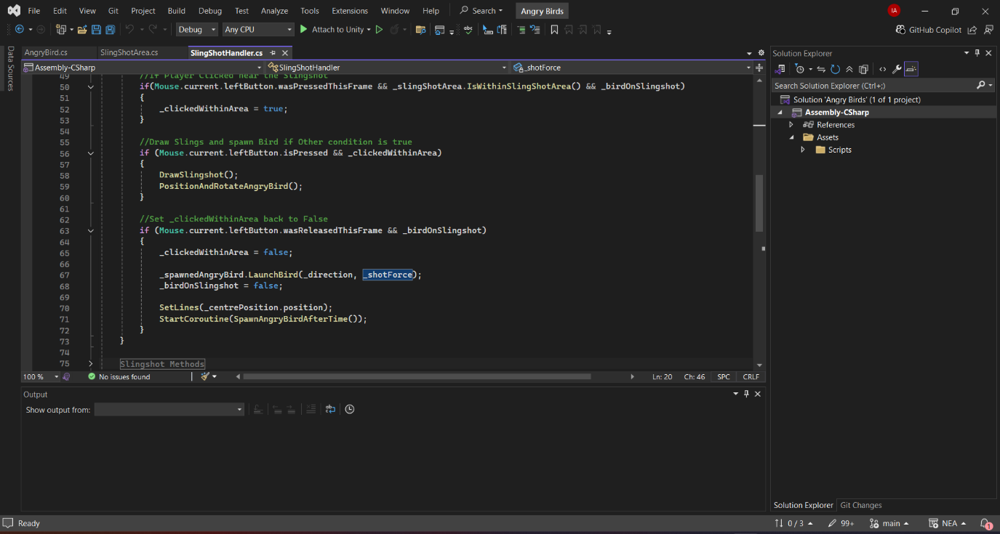 File Edit View Git Project Build Debug Test Analyze Tools Extensions Window Help Search Angry Birds IA
Debug Any CPU Attach to Unity GitHub Copilot
Data Sources
AngryBird.cs SlingShotArea.cs SlingShotHandler.cs
Assembly-CSharp SlingShotHandler _shotForce
49 //If Player Clicked near the Slingshot
50 if(Mouse.current.leftButton.wasPressedThisFrame && _slingShotArea.IsWithinSlingShotArea() && _birdOnSlingshot)
51 {
52 _clickedWithinArea = true;
53 }
54
55 //Draw Slings and spawn Bird if Other condition is true
56 if (Mouse.current.leftButton.isPressed && _clickedWithinArea)
57 {
58 DrawSlingshot();
59 PositionAndRotateAngryBird();
60 }
61
62 //Set _clickedWithinArea back to False
63 if (Mouse.current.leftButton.wasReleasedThisFrame && _birdOnSlingshot)
64 {
65 _clickedWithinArea = false;
66
67 _spawnedAngryBird.LaunchBird(_direction, _shotForce);
68 _birdOnSlingshot = false;
69
70 SetLines(_centrePosition.position);
71 StartCoroutine(SpawnAngryBirdAfterTime());
72 }
73 }
74
75 Slingshot Methods
100 % No issues found Ln: 20 Ch: 46 SPC CRLF
Output
Show output from:
Solution Explorer
Search Solution Explorer (Ctrl+;)
Solution 'Angry Birds' (1 of 1 project)
Assembly-CSharp
References
Assets
Scripts
Solution Explorer Git Changes
Ready 0 / 3 99+ main NEA 1